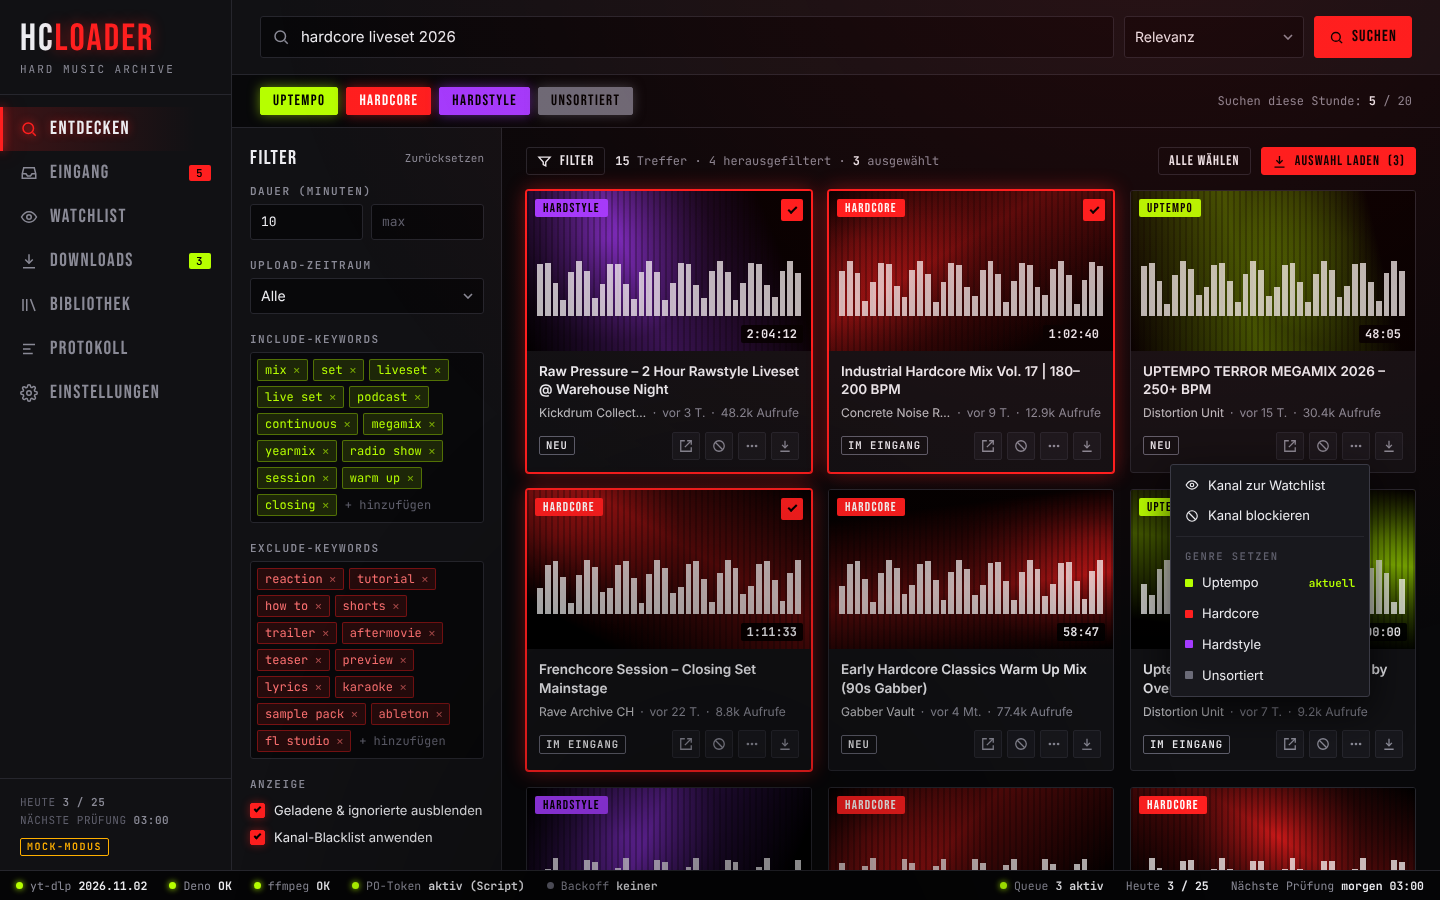 HCLOADER
HARD MUSIC ARCHIVE
ENTDECKEN
EINGANG 5
WATCHLIST
DOWNLOADS 3
BIBLIOTHEK
PROTOKOLL
EINSTELLUNGEN
HEUTE 3 / 25
NÄCHSTE PRÜFUNG 03:00
MOCK-MODUS
hardcore liveset 2026
Relevanz
SUCHEN
UPTEMPO HARDCORE HARDSTYLE UNSORTIERT
Suchen diese Stunde: 5 / 20
FILTER Zurücksetzen
DAUER (MINUTEN)
10 max
UPLOAD-ZEITRAUM
Alle
INCLUDE-KEYWORDS
mix × set × liveset ×
live set × podcast ×
continuous × megamix ×
yearmix × radio show ×
session × warm up ×
closing × + hinzufügen
EXCLUDE-KEYWORDS
reaction × tutorial ×
how to × shorts ×
trailer × aftermovie ×
teaser × preview ×
lyrics × karaoke ×
sample pack × ableton ×
fl studio × + hinzufügen
ANZEIGE
Geladene & ignorierte ausblenden
Kanal-Blacklist anwenden
FILTER 15 Treffer · 4 herausgefiltert · 3 ausgewählt
ALLE WÄHLEN AUSWAHL LADEN (3)
HARDSTYLE
2:04:12
Raw Pressure – 2 Hour Rawstyle Liveset
@ Warehouse Night
Kickdrum Collect... · vor 3 T. · 48.2k Aufrufe
NEU
HARDCORE
1:02:40
Industrial Hardcore Mix Vol. 17 | 180–
200 BPM
Concrete Noise R... · vor 9 T. · 12.9k Aufrufe
IM EINGANG
UPTEMPO
48:05
UPTEMPO TERROR MEGAMIX 2026 –
250+ BPM
Distortion Unit · vor 15 T. · 30.4k Aufrufe
NEU
HARDCORE
1:11:33
Frenchcore Session – Closing Set
Mainstage
Rave Archive CH · vor 22 T. · 8.8k Aufrufe
IM EINGANG
HARDCORE
58:47
Early Hardcore Classics Warm Up Mix
(90s Gabber)
Gabber Vault · vor 4 Mt. · 77.4k Aufrufe
NEU
UPTE
00:00
Upte by
Ove
Distortion Unit · vor 7 T. · 9.2k Aufrufe
IM EINGANG
Kanal zur Watchlist
Kanal blockieren
GENRE SETZEN
Uptempo aktuell
Hardcore
Hardstyle
Unsortiert
HARDSTYLE
HARDCORE
HARDCORE
yt-dlp 2026.11.02 Deno OK ffmpeg OK PO-Token aktiv (Script) Backoff keiner
Queue 3 aktiv Heute 3 / 25 Nächste Prüfung morgen 03:00